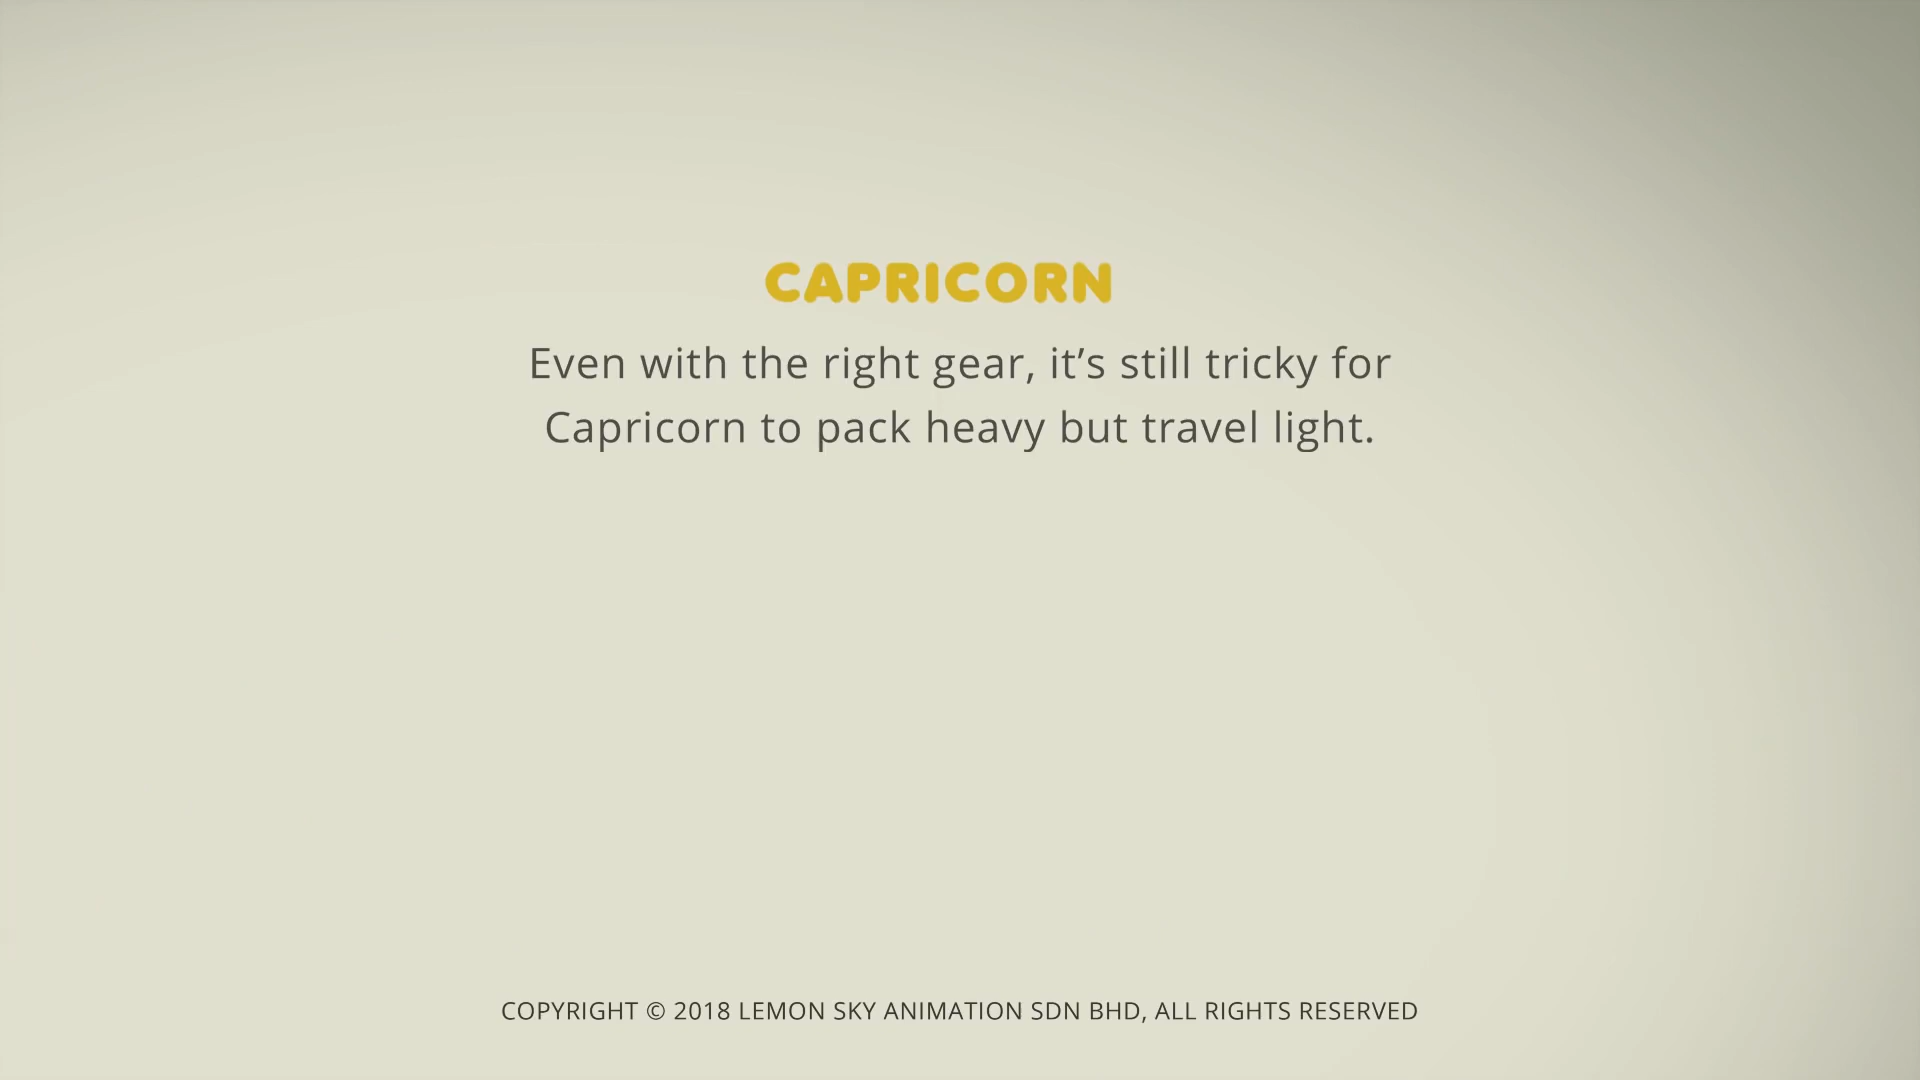 CAPRICORN
Even with the right gear, it’s still tricky for
Capricorn to pack heavy but travel light.
COPYRIGHT © 2018 LEMON SKY ANIMATION SDN BHD, ALL RIGHTS RESERVED